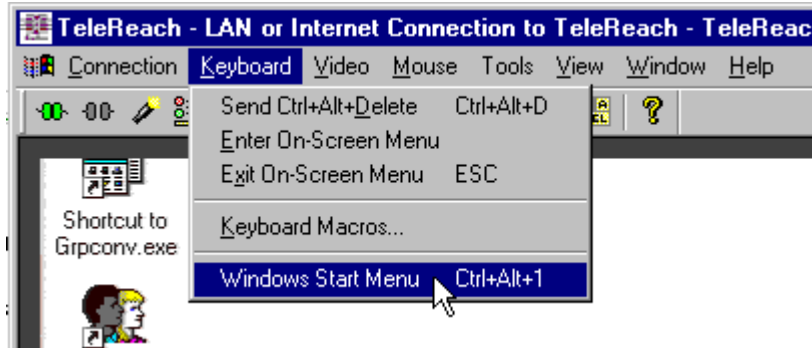 TeleReach - LAN or Internet Connection to TeleReach - TeleReac
Connection Keyboard Video Mouse Tools View Window Help
Send Ctrl+Alt+Delete Ctrl+Alt+D
Enter On-Screen Menu
Exit On-Screen Menu ESC
Keyboard Macros...
Windows Start Menu Ctrl+Alt+1
Shortcut to
Grpconv.exe